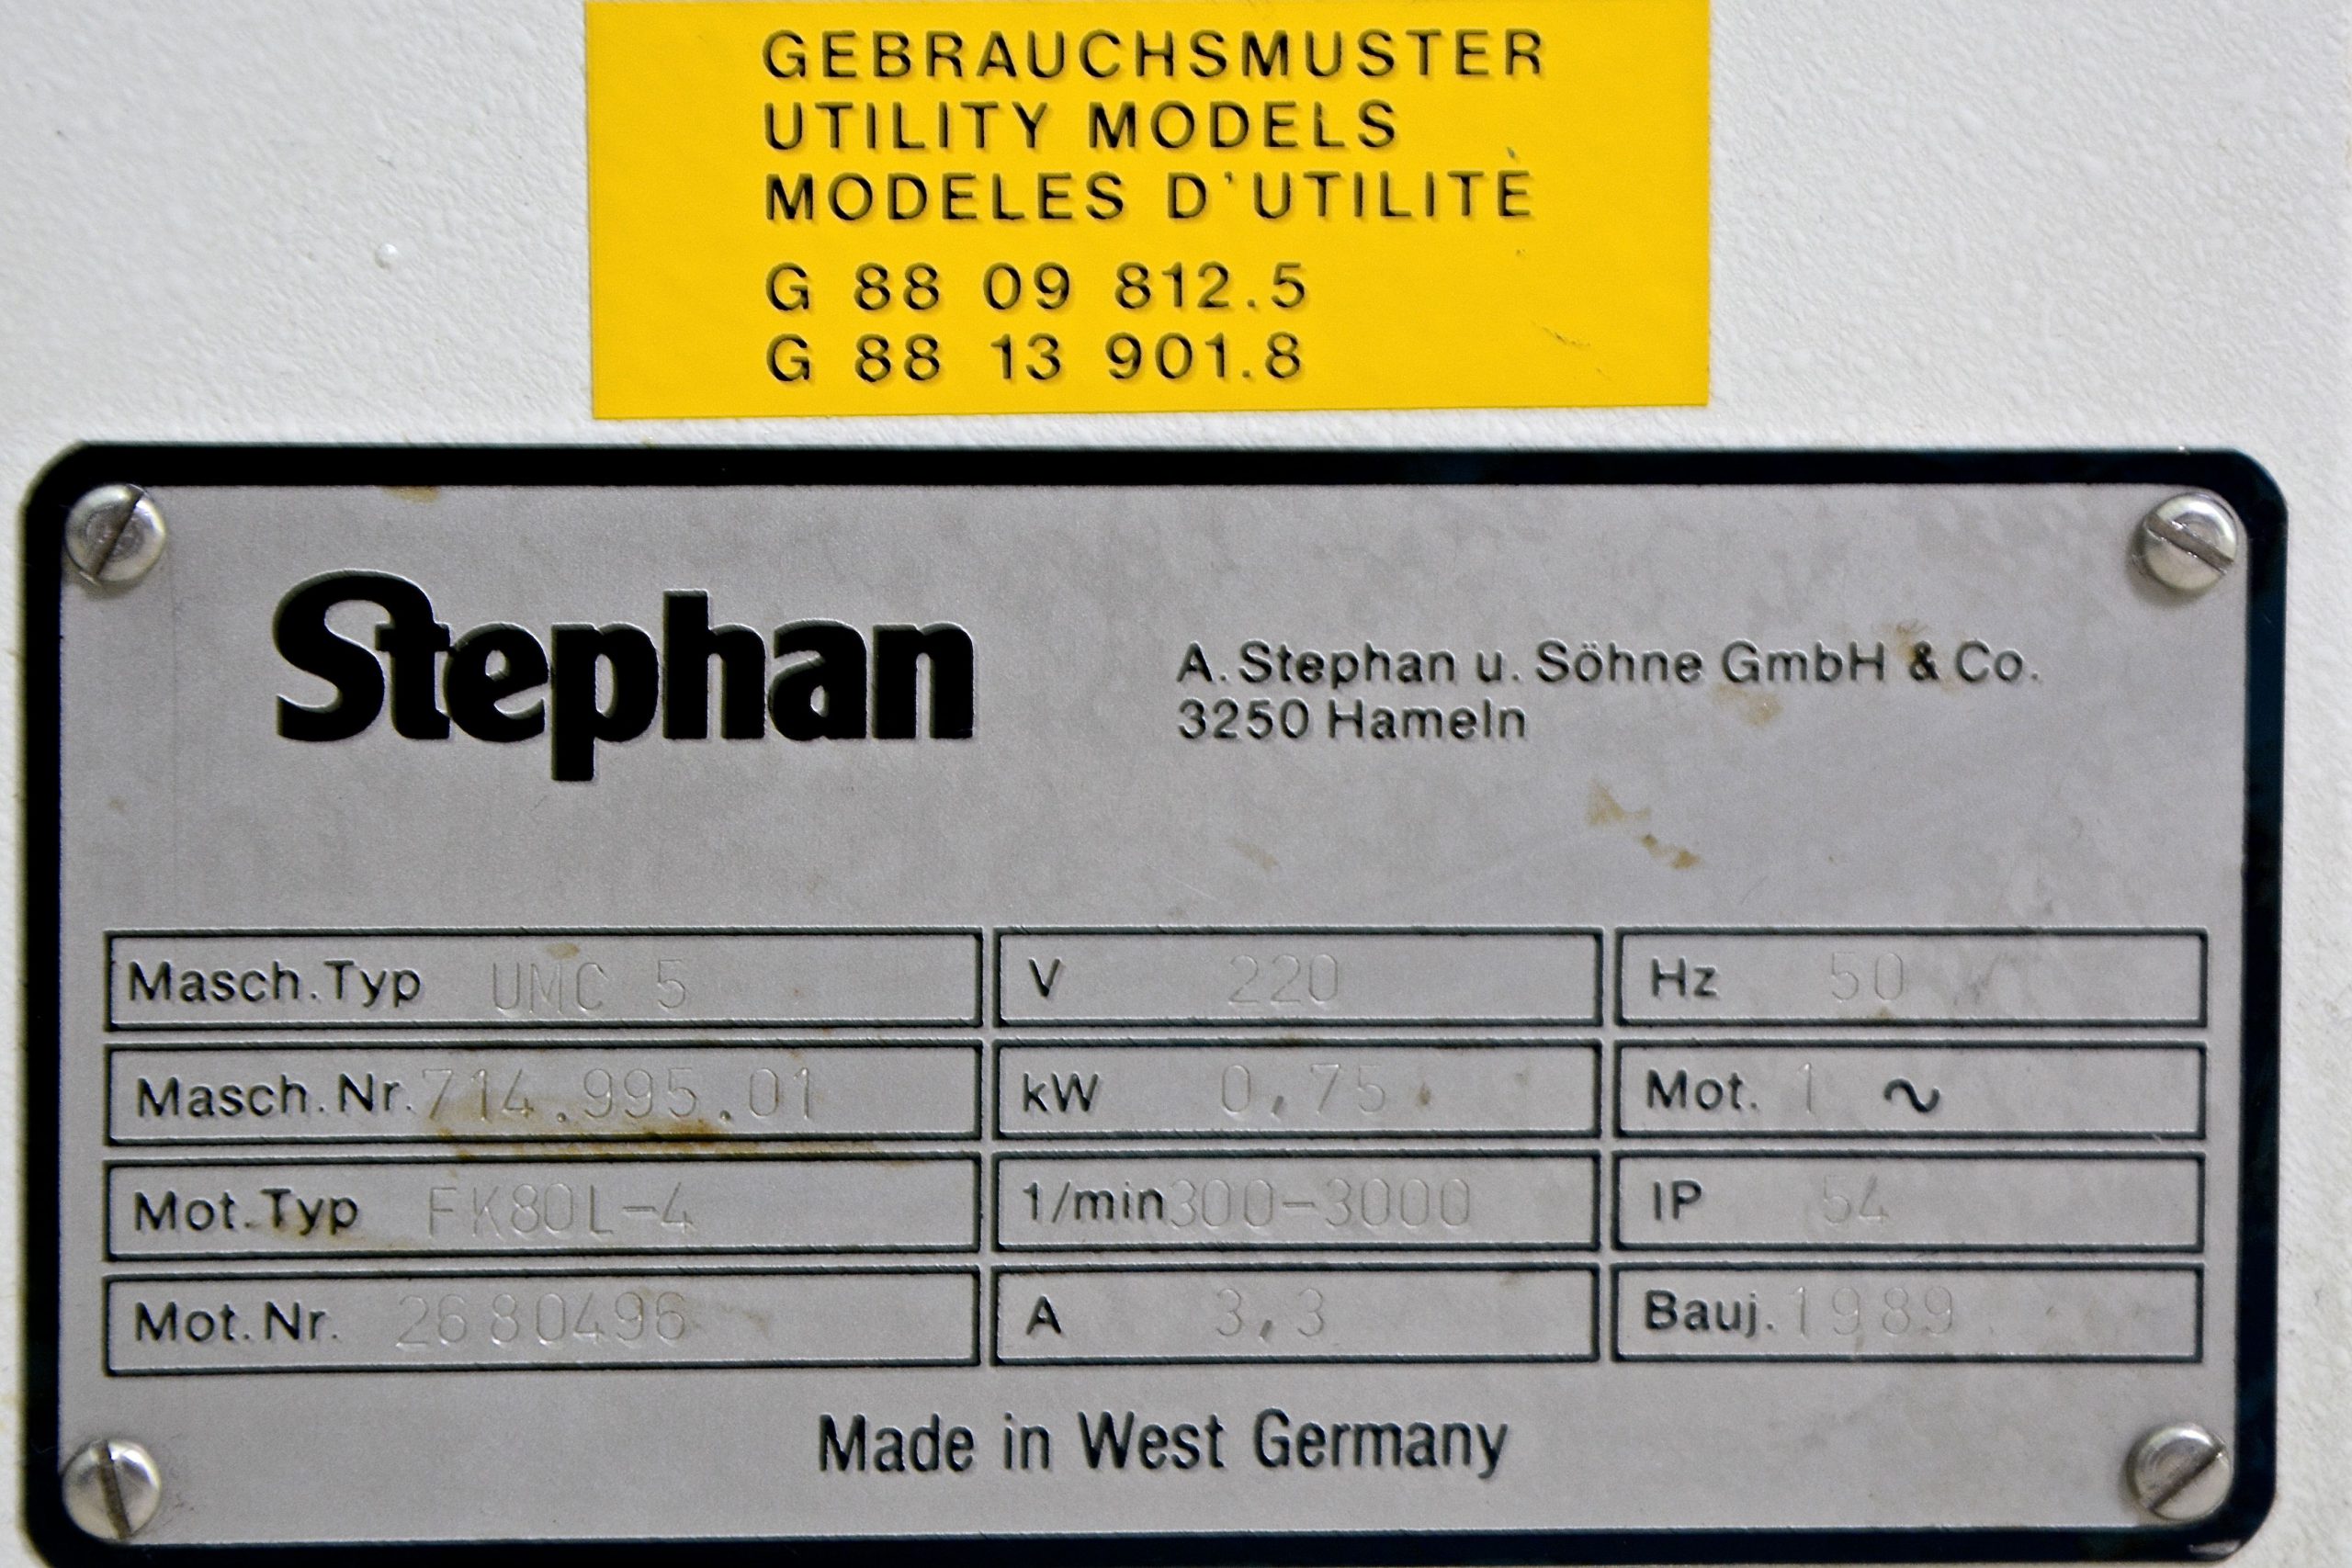 GEBRAUCHSMUSTER
UTILITY MODELS
MODELES D'UTILITÉ
G 88 09 812.5
G 88 13 901.8
Stephan
A. Stephan u. Söhne GmbH & Co.
3250 Hameln
Masch.Typ UMC 5 V 220 Hz 50
Masch.Nr. 714.995.01 kW 0,75 Mot. 1 ~
Mot.Typ FK80L-4 1/min 300-3000 IP 54
Mot.Nr. 2680496 A 3,3 Bauj. 1989
Made in West Germany